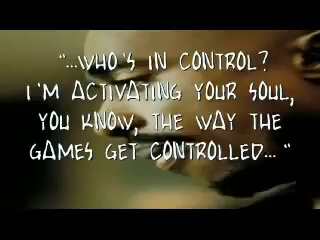 "...WHO'S IN CONTROL?
I'M ACTIVATING YOUR SOUL,
YOU KNOW, THE WAY THE
GAMES GET CONTROLLED..."